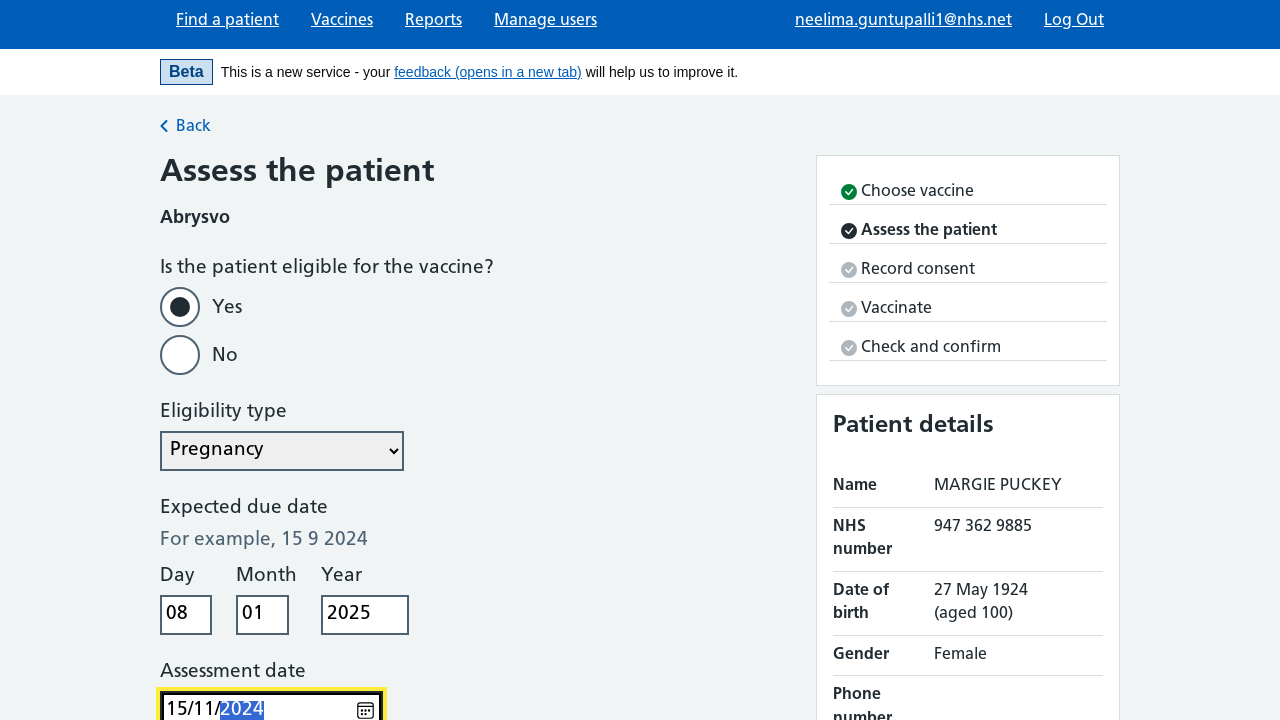 Find a patient Vaccines Reports Manage users neelima.guntupalli1@nhs.net Log Out
Beta This is a new service - your feedback (opens in a new tab) will help us to improve it.
Back
Assess the patient
Abrysvo
Is the patient eligible for the vaccine?
Yes
No
Eligibility type
Pregnancy
Expected due date
For example, 15 9 2024
Day Month Year
08 01 2025
Assessment date
15/11/2024
Choose vaccine
Assess the patient
Record consent
Vaccinate
Check and confirm
Patient details
Name MARGIE PUCKEY
NHS number 947 362 9885
Date of birth 27 May 1924 (aged 100)
Gender Female
Phone number